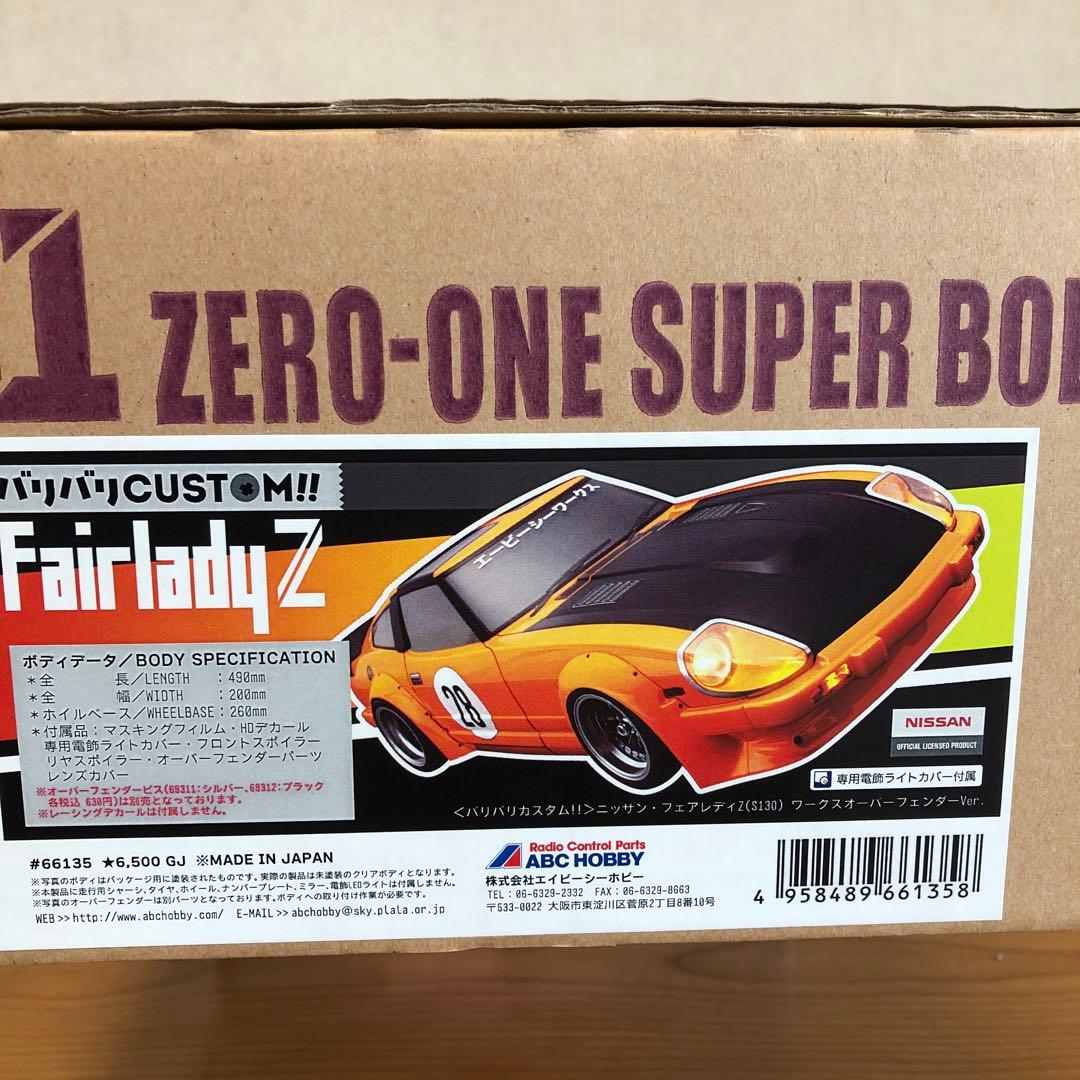 01 ZERO-ONE SUPER BOD
バリバリCUSTOM!!
Fairlady Z
エービーシーワークス
28
ボディデータ/BODY SPECIFICATION
*全 長/LENGTH :490mm
*全 幅/WIDTH :200mm
*ホイルベース/WHEELBASE:260mm
*付属品:マスキングフィルム・HDデカール
専用電飾ライトカバー・フロントスポイラー
リヤスポイラー・オーバーフェンダーパーツ
レンズカバー
※オーバーフェンダービス(69311:シルバー、69312:ブラック
各税込 630円)は別売となっております。
※レーシングデカールは付属しません。
NISSAN
OFFICIAL LICENSED PRODUCT
専用電飾ライトカバー付属
<バリバリカスタム!!>ニッサン・フェアレディZ(S130) ワークスオーバーフェンダーVer.
#66135 ★6,500 GJ ※MADE IN JAPAN
※写真のボディはパッケージ用に塗装されたものです。実際の製品は未塗装のクリアボディとなります。
※本製品に走行用シャーシ、タイヤ、ホイール、ナンバープレート、ミラー、電飾LEDライトは付属しません。
※写真のオーバーフェンダーは別パーツとなっております。ボディへの取り付け作業が必要です。
WEB>>http://www.abchobby.com/ E-MAIL>>abchobby@sky.plala.or.jp
Radio Control Parts
ABC HOBBY
株式会社エイビーシーホビー
TEL:06-6329-2332 FAX:06-6329-8663
〒533-0022 大阪市東淀川区菅原2丁目8番10号
4 958489 661358